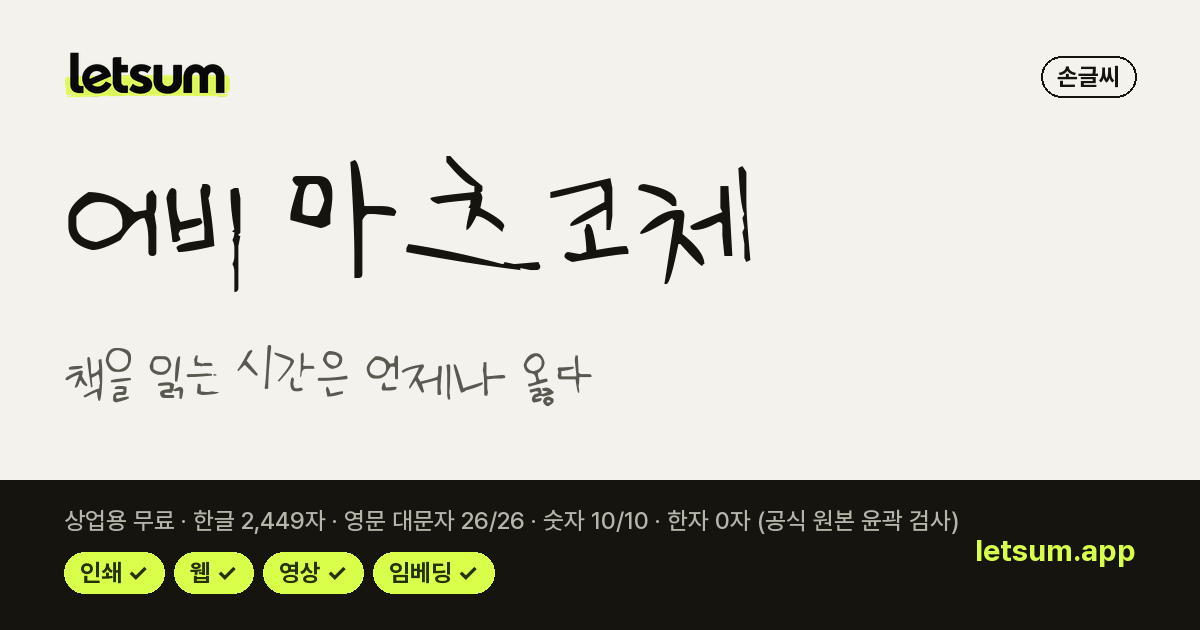 letsum
손글씨
어비 마츠코체
책을 읽는 시간은 언제나 옳다
상업용 무료 · 한글 2,449자 · 영문 대문자 26/26 · 숫자 10/10 · 한자 0자 (공식 원본 윤곽 검사)
인쇄 ✓ 웹 ✓ 영상 ✓ 임베딩 ✓
letsum.app